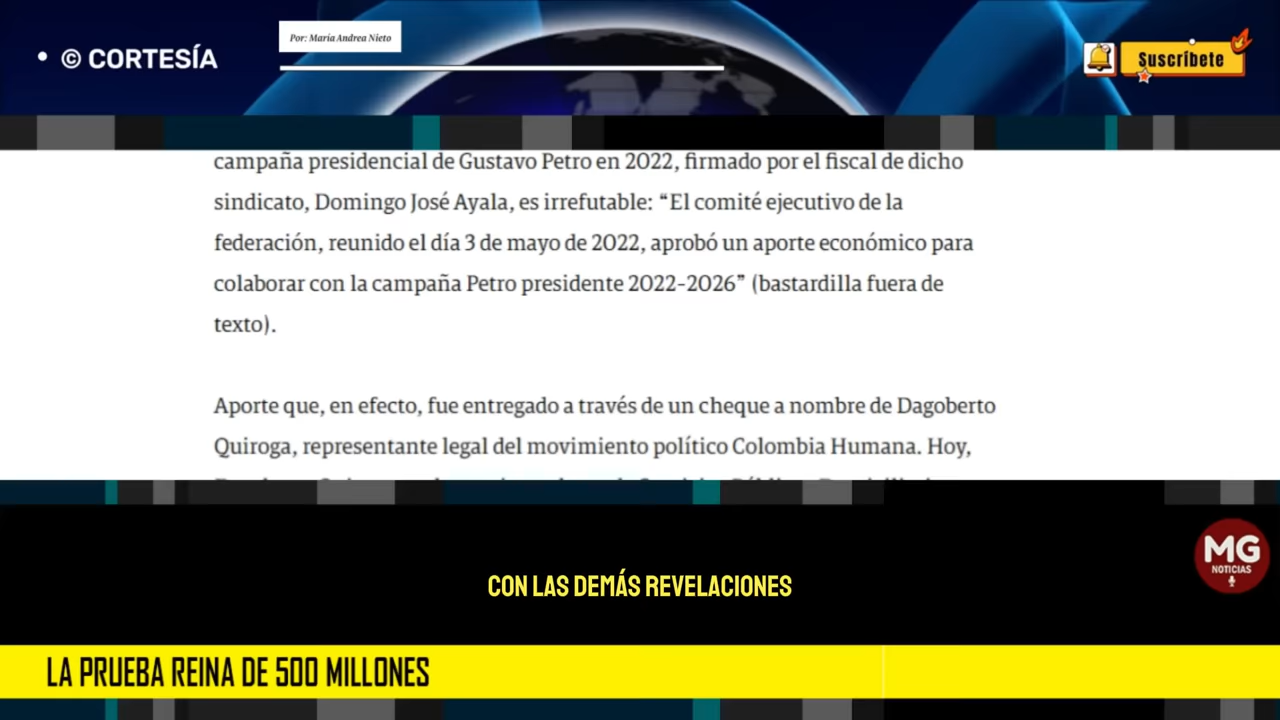 • © CORTESÍA
Por: María Andrea Nieto
Suscríbete
campaña presidencial de Gustavo Petro en 2022, firmado por el fiscal de dicho
sindicato, Domingo José Ayala, es irrefutable: “El comité ejecutivo de la
federación, reunido el día 3 de mayo de 2022, aprobó un aporte económico para
colaborar con la campaña Petro presidente 2022-2026” (bastardilla fuera de
texto).
Aporte que, en efecto, fue entregado a través de un cheque a nombre de Dagoberto
Quiroga, representante legal del movimiento político Colombia Humana. Hoy,
MG
NOTICIAS
CON LAS DEMÁS REVELACIONES
LA PRUEBA REINA DE 500 MILLONES